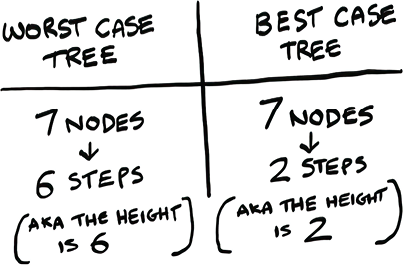 WORST CASE
TREE
7 NODES
↓
6 STEPS
(AKA THE HEIGHT
IS 6)
BEST CASE
TREE
7 NODES
↓
2 STEPS
(AKA THE HEIGHT
IS 2)